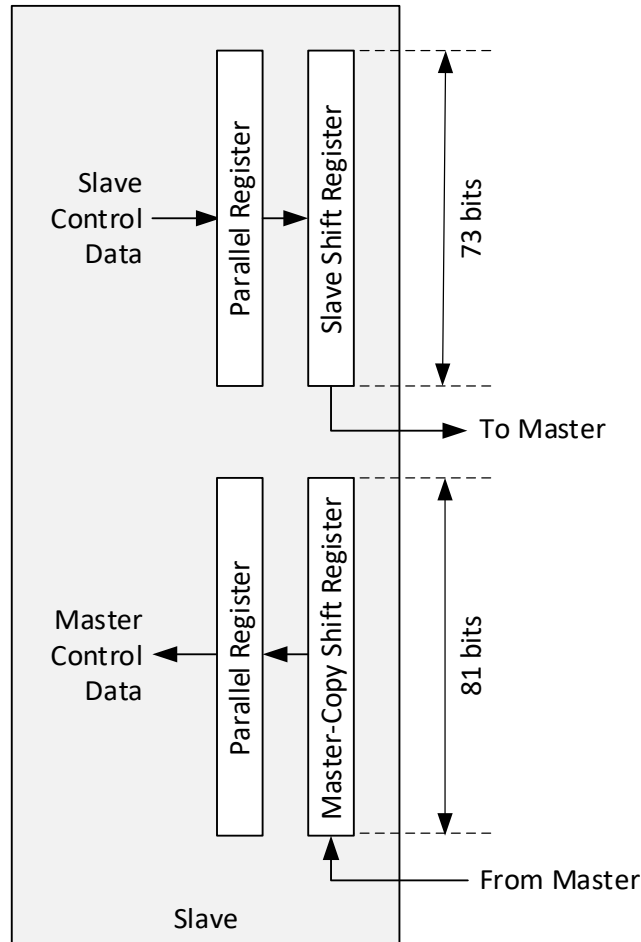 Slave
Control
Data
Parallel Register
Slave Shift Register
73 bits
To Master
Master
Control
Data
Parallel Register
Master-Copy Shift Register
81 bits
From Master
Slave